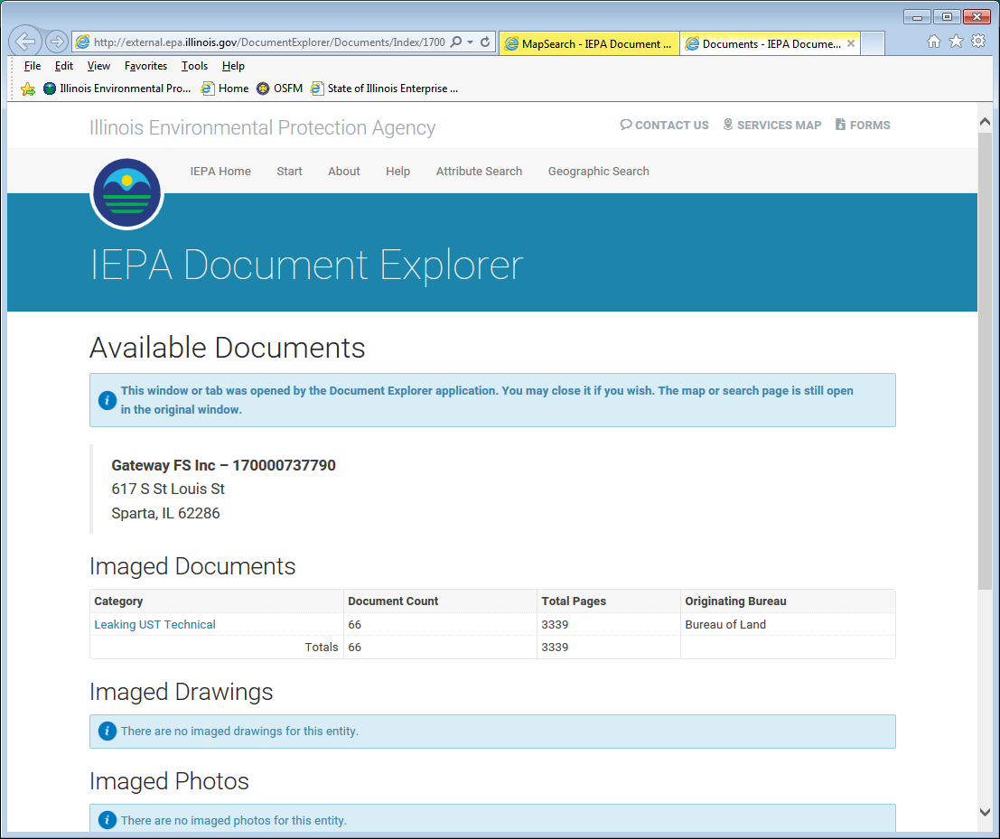 http://external.epa.illinois.gov/DocumentExplorer/Documents/Index/1700
MapSearch - IEPA Document ...
Documents - IEPA Docume...
File Edit View Favorites Tools Help
Illinois Environmental Pro... Home OSFM State of Illinois Enterprise ...
Illinois Environmental Protection Agency
CONTACT US SERVICES MAP FORMS
IEPA Home Start About Help Attribute Search Geographic Search
IEPA Document Explorer
Available Documents
This window or tab was opened by the Document Explorer application. You may close it if you wish. The map or search page is still open
in the original window.
Gateway FS Inc – 170000737790
617 S St Louis St
Sparta, IL 62286
Imaged Documents
Category Document Count Total Pages Originating Bureau
Leaking UST Technical 66 3339 Bureau of Land
Totals 66 3339
Imaged Drawings
There are no imaged drawings for this entity.
Imaged Photos
There are no imaged photos for this entity.